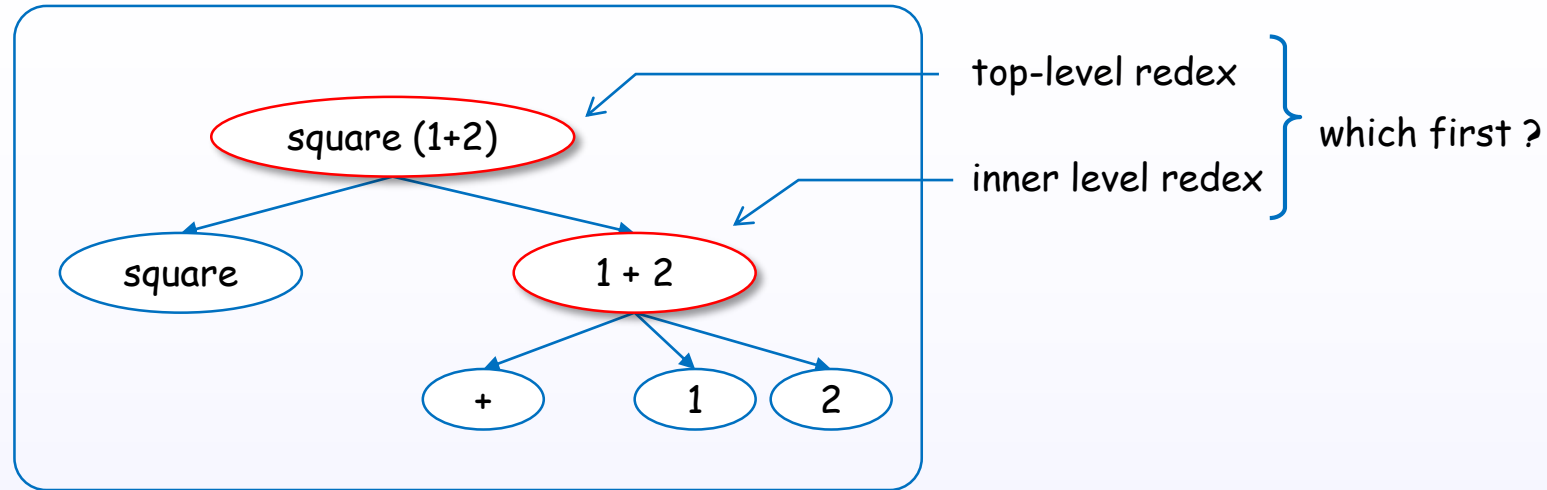 top-level redex
square (1+2)
which first ?
inner level redex
square
1 + 2
+
1
2